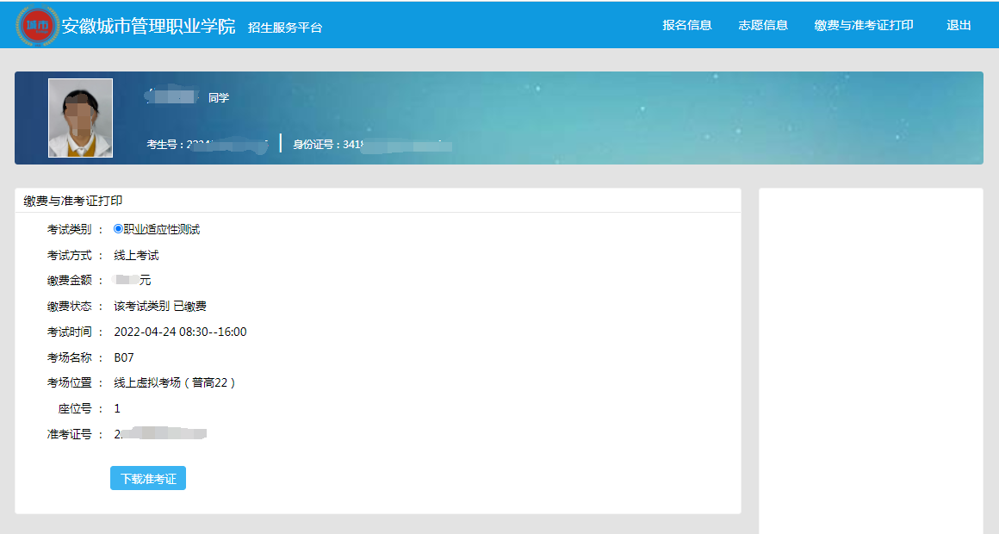 城市
安徽城市管理职业学院 招生服务平台 报名信息 志愿信息 缴费与准考证打印 退出
同学
考生号：2234 身份证号：3418
缴费与准考证打印
考试类别 ： 职业适应性测试
考试方式 ： 线上考试
缴费金额 ： 元
缴费状态 ： 该考试类别 已缴费
考试时间 ： 2022-04-24 08:30--16:00
考场名称 ： B07
考场位置 ： 线上虚拟考场（普高22）
座位号 ： 1
准考证号 ： 2
下载准考证